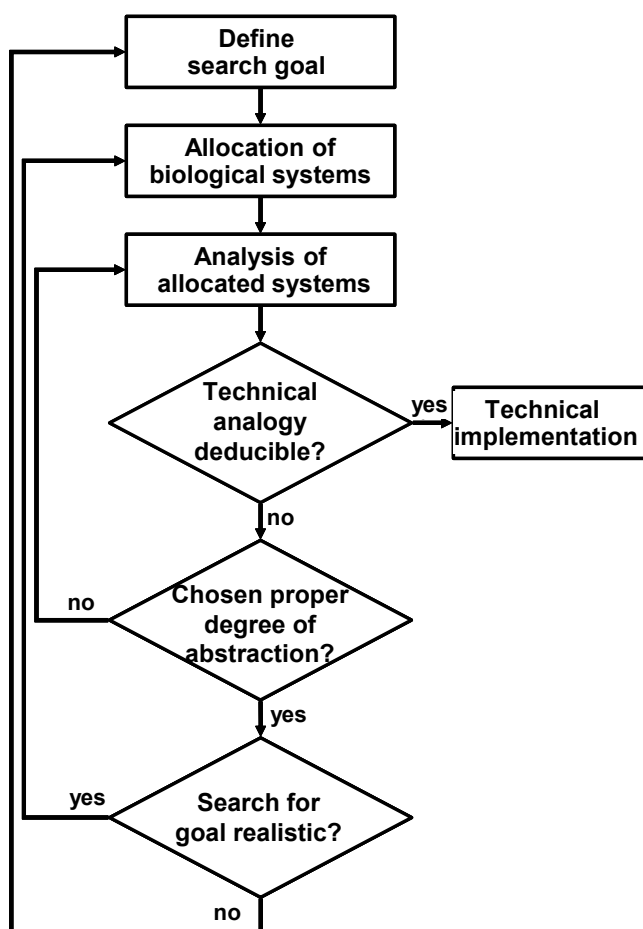 Define
search goal
Allocation of
biological systems
Analysis of
allocated systems
Technical
analogy
deducible?
yes
Technical
implementation
no
Chosen proper
degree of
abstraction?
no
yes
Search for
goal realistic?
yes
no